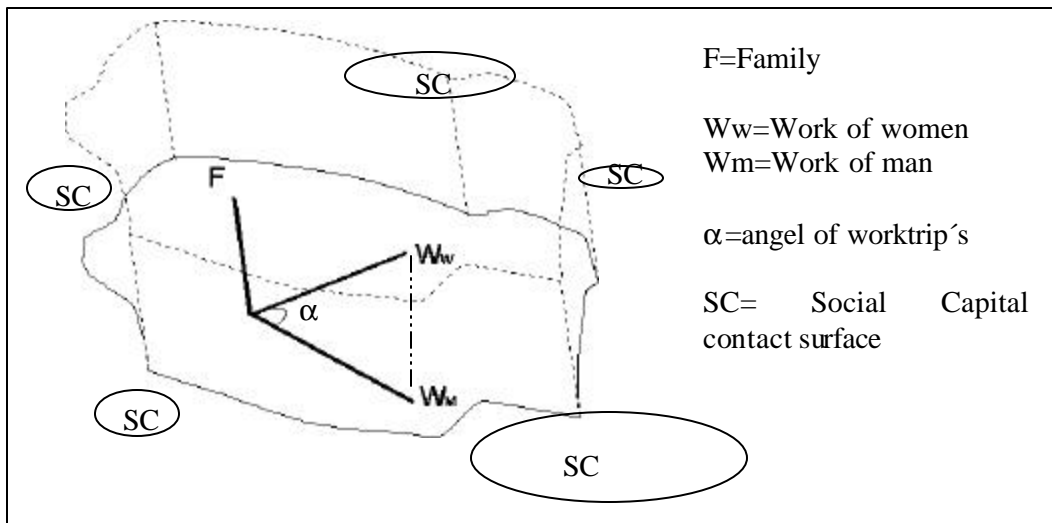 SC
F=Family
Ww=Work of women
Wm=Work of man
SC
SC
F
α=angel of worktrip´s
Ww
α
SC= Social Capital
contact surface
WM
SC
SC